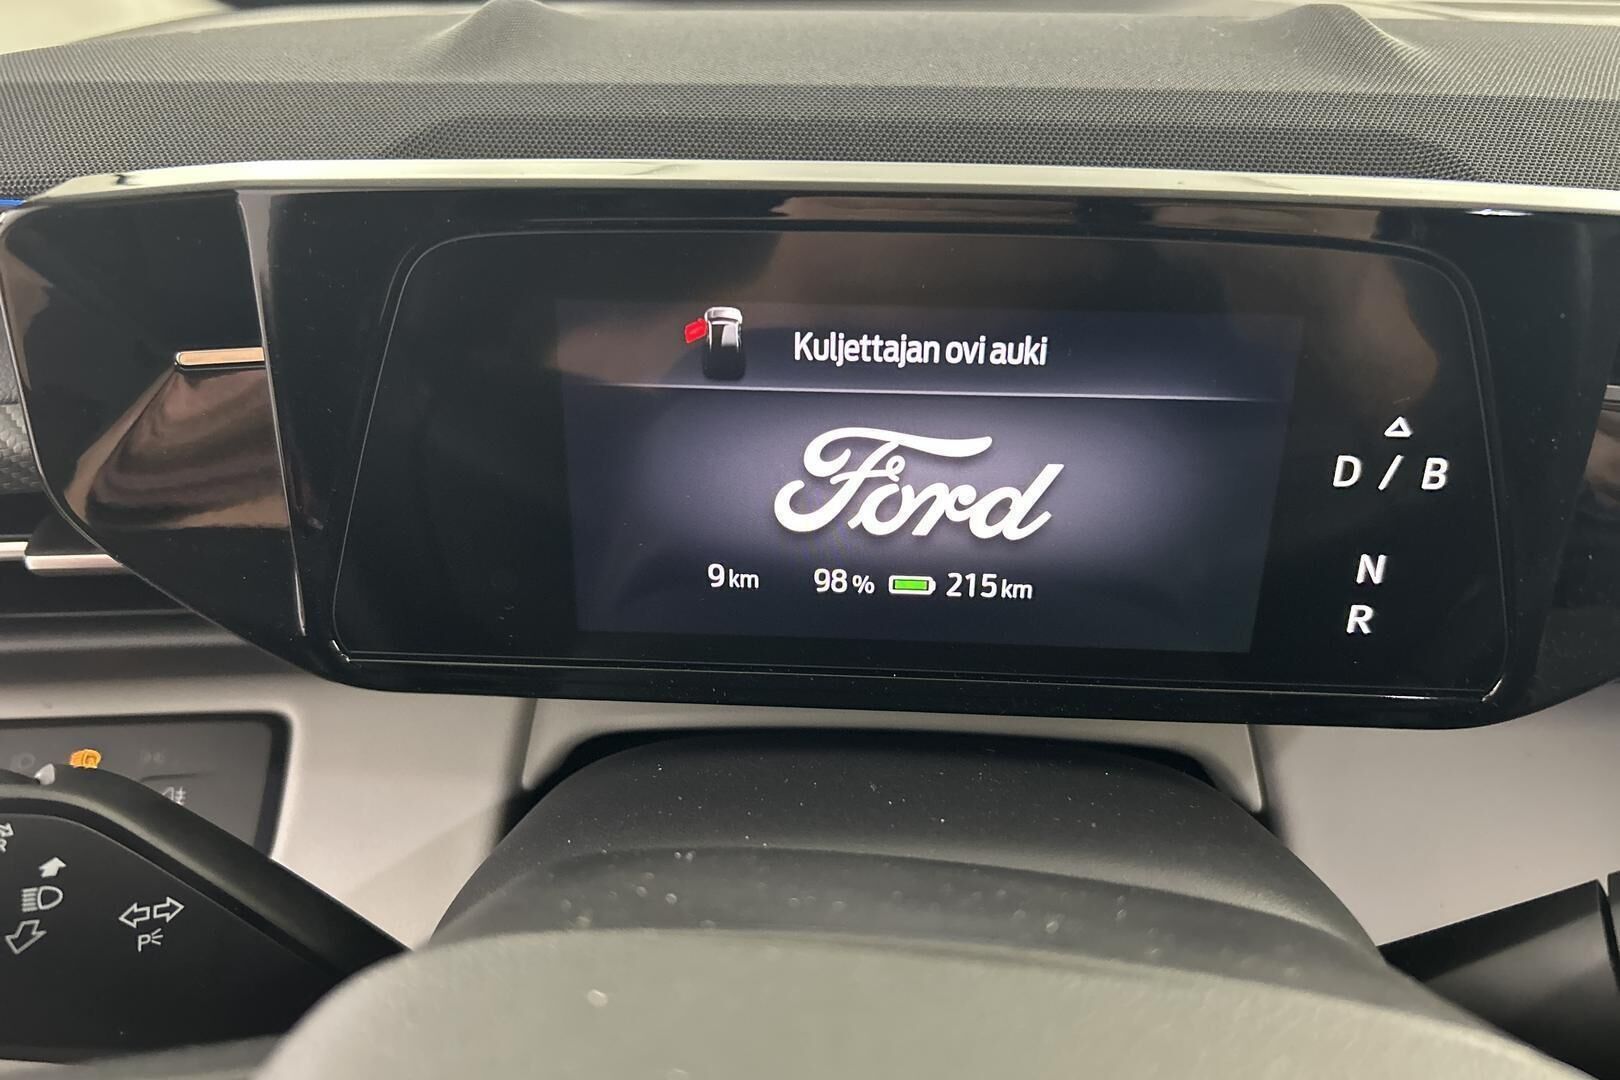 Kuljettajan ovi auki
Ford
9 km 98 % 215 km
D / B
N
R
R
P